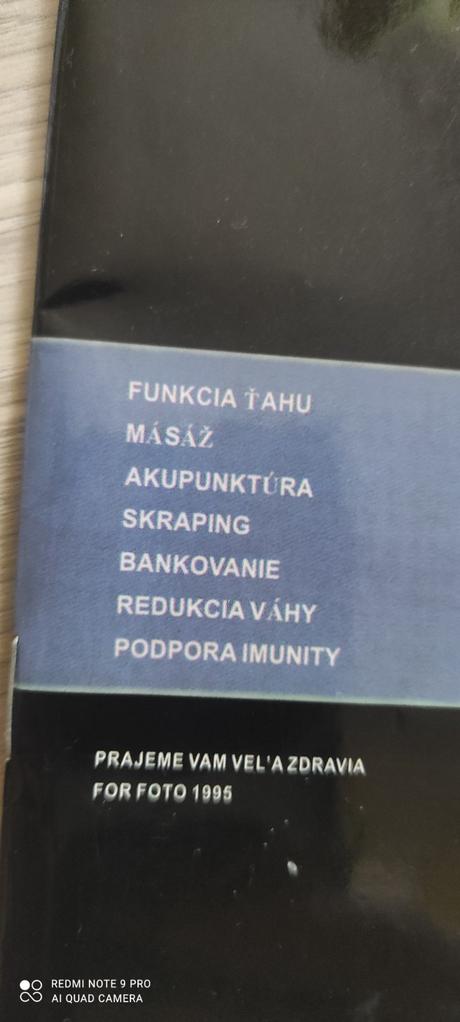 FUNKCIA ŤAHU
MÁSÁŽ
AKUPUNKTÚRA
SKRAPING
BANKOVANIE
REDUKCIA VÁHY
PODPORA IMUNITY
PRAJEME VAM VEL'A ZDRAVIA
FOR FOTO 1995
REDMI NOTE 9 PRO
AI QUAD CAMERA